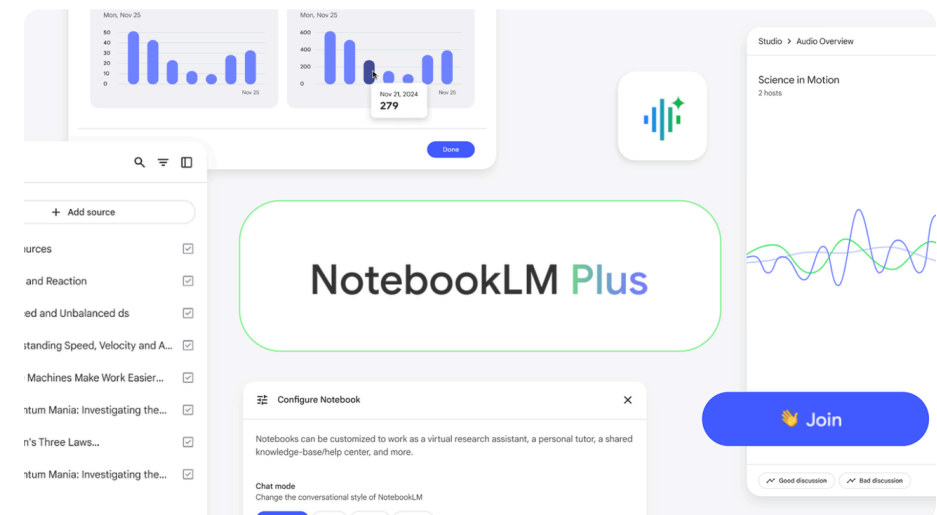 Mon, Nov 25
50
40
30
20
10
0
Nov 25
Mon, Nov 25
600
400
200
0
Nov 21, 2024
279
Nov 25
Done
Studio > Audio Overview
Science in Motion
2 hosts
+ Add source
urces
and Reaction
ed and Unbalanced ds
standing Speed, Velocity and A...
Machines Make Work Easier...
ntum Mania: Investigating the...
n's Three Laws...
ntum Mania: Investigating the...
NotebookLM Plus
Configure Notebook
Notebooks can be customized to work as a virtual research assistant, a personal tutor, a shared
knowledge-base/help center, and more.
Chat mode
Change the conversational style of NotebookLM
👋 Join
Good discussion
Bad discussion